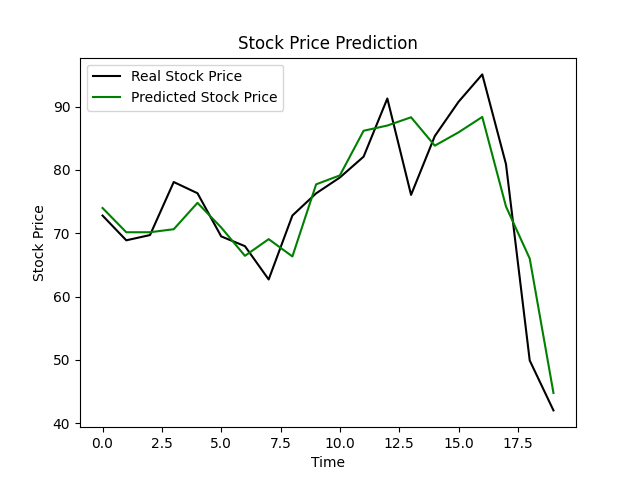 Stock Price Prediction
Real Stock Price
Predicted Stock Price
90
80
70
60
50
40
Stock Price
0.0 2.5 5.0 7.5 10.0 12.5 15.0 17.5
Time